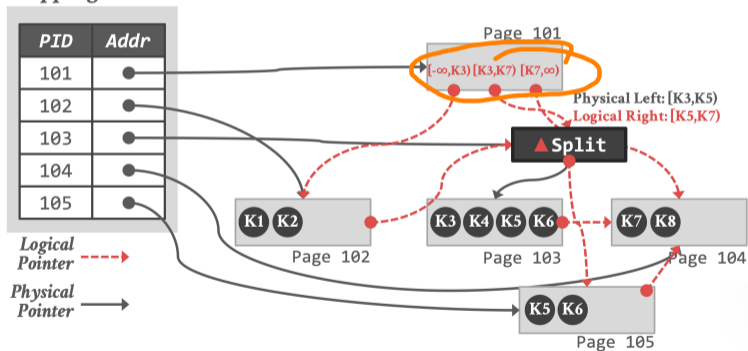 PID Addr
101
102
103
104
105
Logical
Pointer
Physical
Pointer
Page 101
[-∞,K3) [K3,K7) [K7,∞)
Physical Left: [K3,K5)
Logical Right: [K5,K7)
▲Split
K1 K2
Page 102
K3 K4 K5 K6
Page 103
K7 K8
Page 104
K5 K6
Page 105